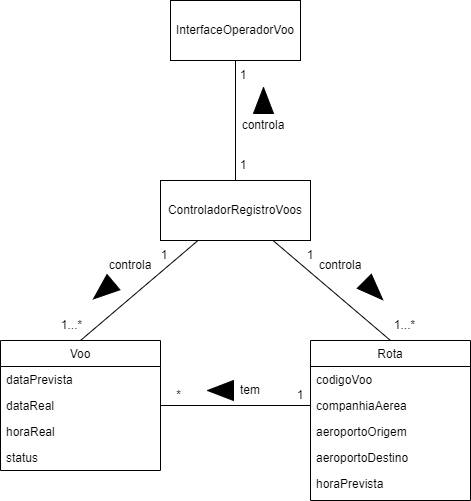 InterfaceOperadorVoo
1
controla
1
ControladorRegistroVoos
1
1
controla
controla
1...*
1...*
Voo
dataPrevista
dataReal
horaReal
status
*
tem
1
Rota
codigoVoo
companhiaAerea
aeroportoOrigem
aeroportoDestino
horaPrevista